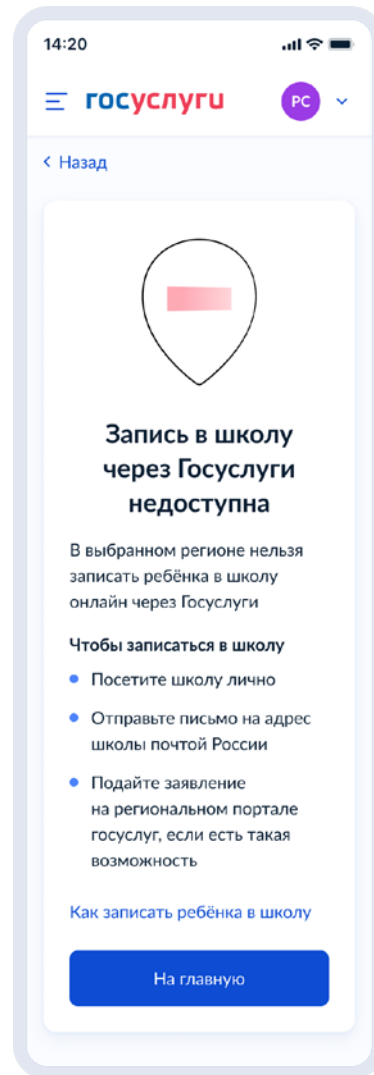 14:20
госуслуги
РС
Назад
Запись в школу
через Госуслуги
недоступна
В выбранном регионе нельзя
записать ребёнка в школу
онлайн через Госуслуги
Чтобы записаться в школу
Посетите школу лично
Отправьте письмо на адрес
школы почтой России
Подайте заявление
на региональном портале
госуслуг, если есть такая
возможность
Как записать ребёнка в школу
На главную